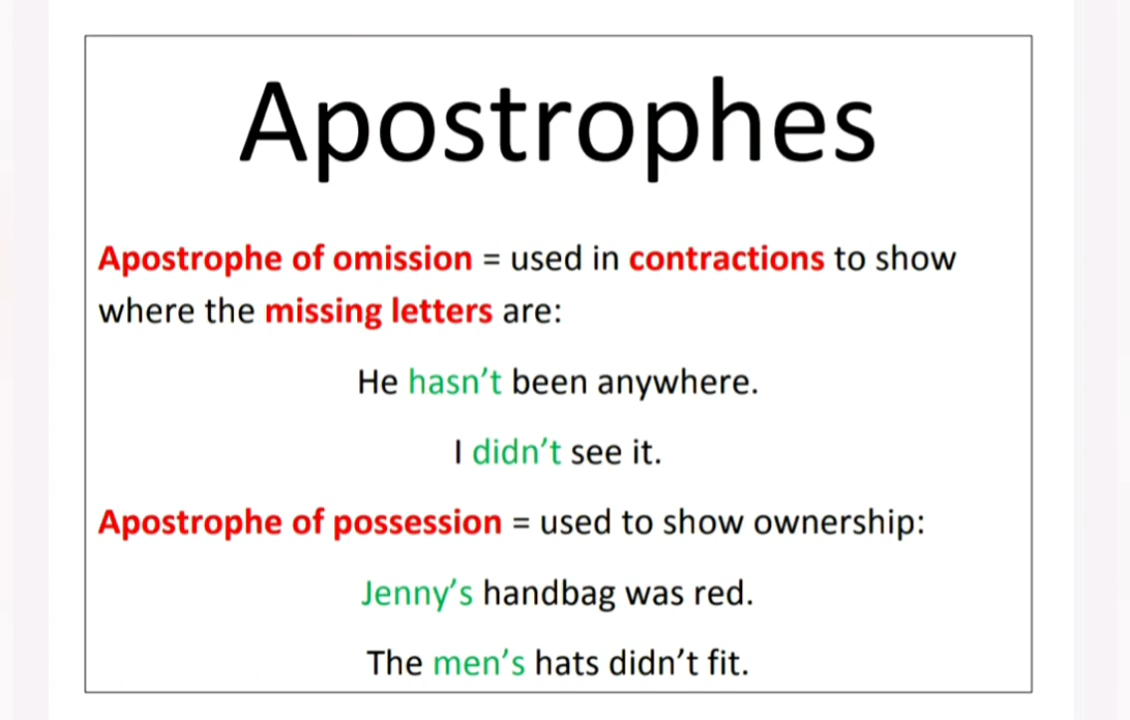 Apostrophes
Apostrophe of omission = used in contractions to show
where the missing letters are:
He hasn’t been anywhere.
I didn’t see it.
Apostrophe of possession = used to show ownership:
Jenny’s handbag was red.
The men’s hats didn’t fit.